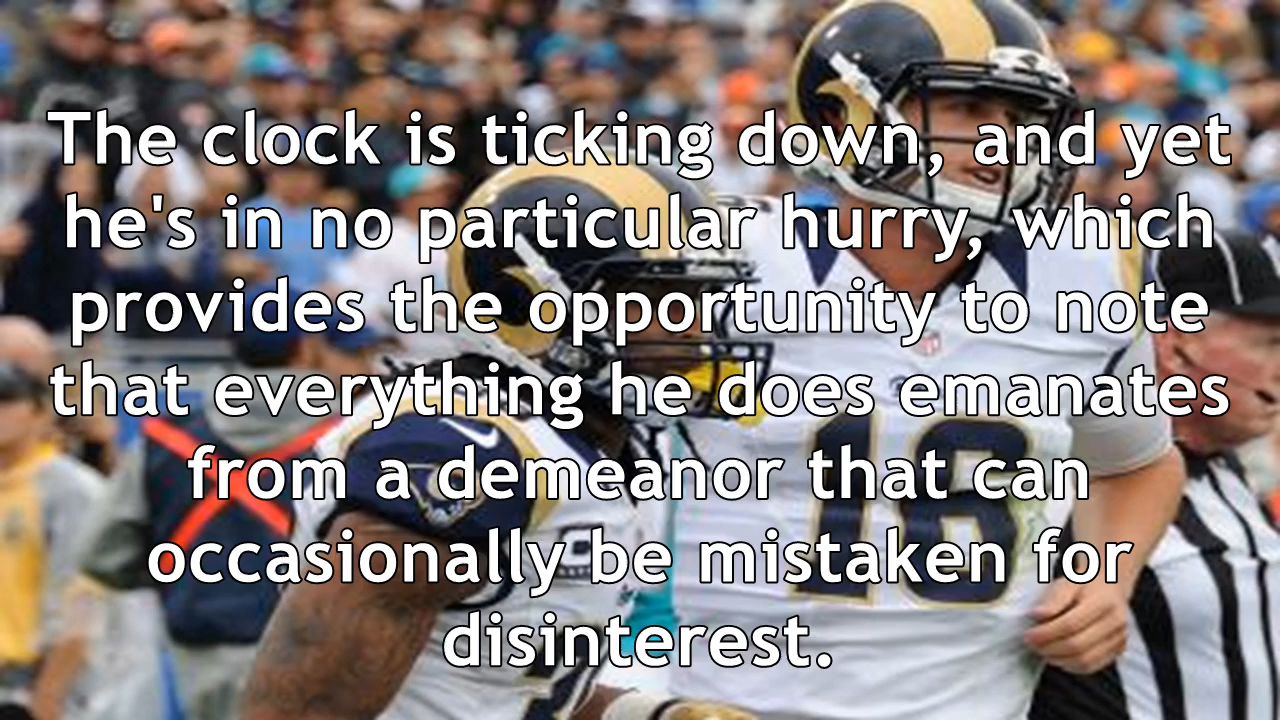 The clock is ticking down, and yet
he's in no particular hurry, which
provides the opportunity to note
that everything he does emanates
from a demeanor that can
occasionally be mistaken for
disinterest.
16